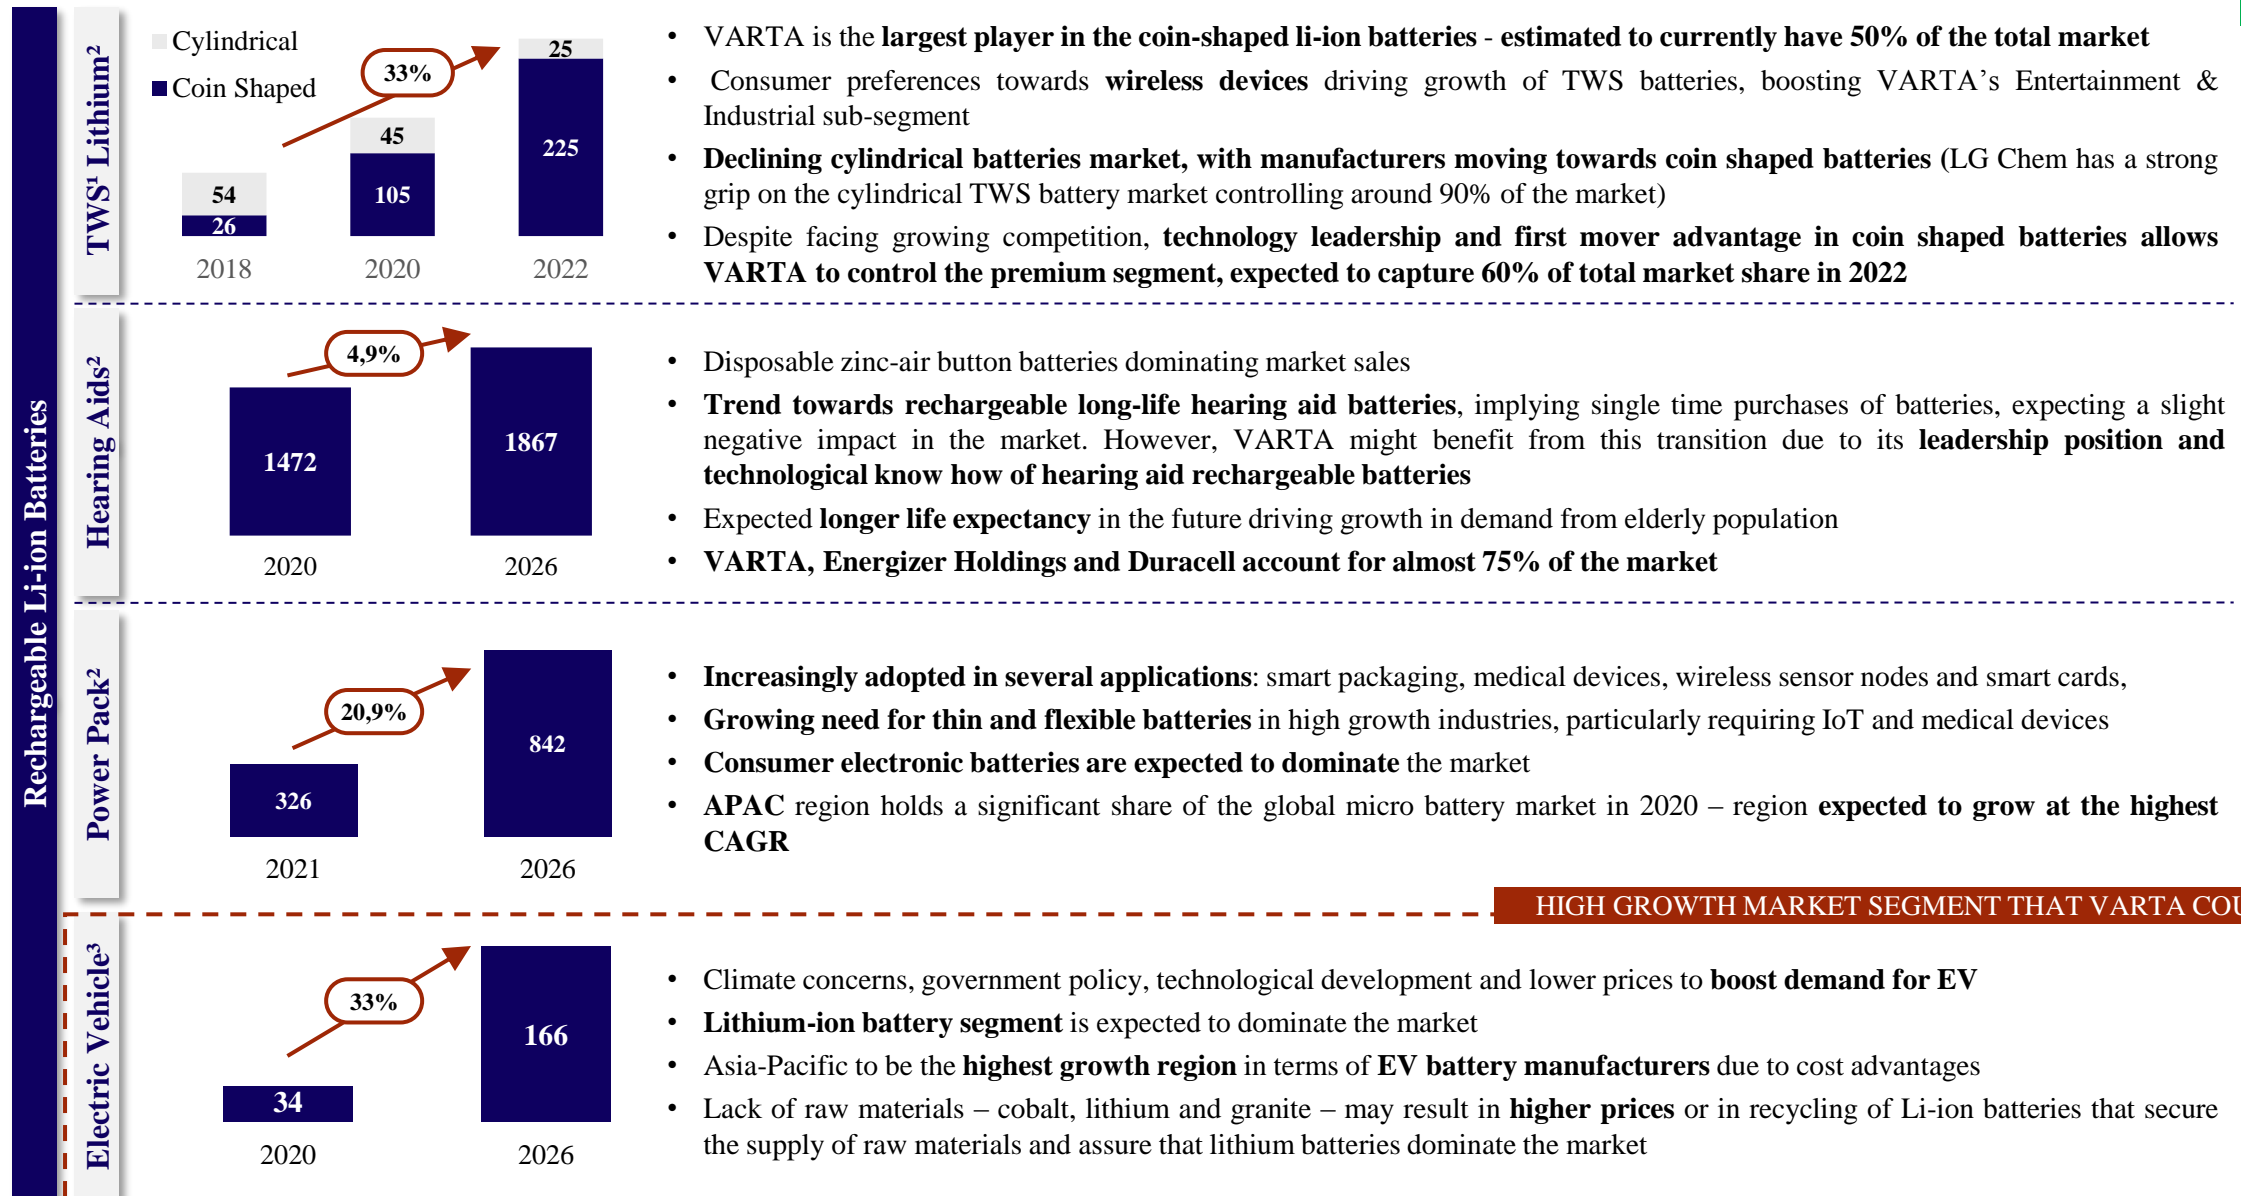 Rechargeable Li-ion Batteries
TWS¹ Lithium²
Cylindrical
Coin Shaped
33%
54
26
45
105
25
225
2018
2020
2022
• VARTA is the largest player in the coin-shaped li-ion batteries - estimated to currently have 50% of the total market
• Consumer preferences towards wireless devices driving growth of TWS batteries, boosting VARTA’s Entertainment &
Industrial sub-segment
• Declining cylindrical batteries market, with manufacturers moving towards coin shaped batteries (LG Chem has a strong
grip on the cylindrical TWS battery market controlling around 90% of the market)
• Despite facing growing competition, technology leadership and first mover advantage in coin shaped batteries allows
VARTA to control the premium segment, expected to capture 60% of total market share in 2022
Hearing Aids²
4,9%
1472
1867
2020
2026
• Disposable zinc-air button batteries dominating market sales
• Trend towards rechargeable long-life hearing aid batteries, implying single time purchases of batteries, expecting a slight
negative impact in the market. However, VARTA might benefit from this transition due to its leadership position and
technological know how of hearing aid rechargeable batteries
• Expected longer life expectancy in the future driving growth in demand from elderly population
• VARTA, Energizer Holdings and Duracell account for almost 75% of the market
Power Pack²
20,9%
326
842
2021
2026
• Increasingly adopted in several applications: smart packaging, medical devices, wireless sensor nodes and smart cards,
• Growing need for thin and flexible batteries in high growth industries, particularly requiring IoT and medical devices
• Consumer electronic batteries are expected to dominate the market
• APAC region holds a significant share of the global micro battery market in 2020 – region expected to grow at the highest
CAGR
HIGH GROWTH MARKET SEGMENT THAT VARTA COU
Electric Vehicle³
33%
34
166
2020
2026
• Climate concerns, government policy, technological development and lower prices to boost demand for EV
• Lithium-ion battery segment is expected to dominate the market
• Asia-Pacific to be the highest growth region in terms of EV battery manufacturers due to cost advantages
• Lack of raw materials – cobalt, lithium and granite – may result in higher prices or in recycling of Li-ion batteries that secure
the supply of raw materials and assure that lithium batteries dominate the market